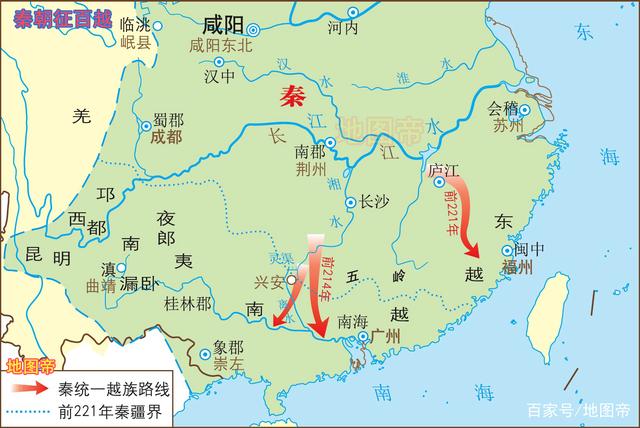 秦朝征百越
临洮
岷县
咸阳
咸阳东北
河内
东
海
汉中
汉
水
淮
水
秦
羌
蜀郡
成都
长
江
地图帝
江
水
会稽
苏州
南郡
荆州
湘
水
庐江
前221年
长沙
邛
都
西
夜
郎
南
夷
昆
明
滇
曲靖
漏卧
东
越
闽中
福州
灵渠
兴安
漓
水
前214年
五
岭
桂林郡
南
越
南海
广州
象郡
崇左
南
海
地图帝
秦统一越族路线
前221年秦疆界
百家号/地图帝